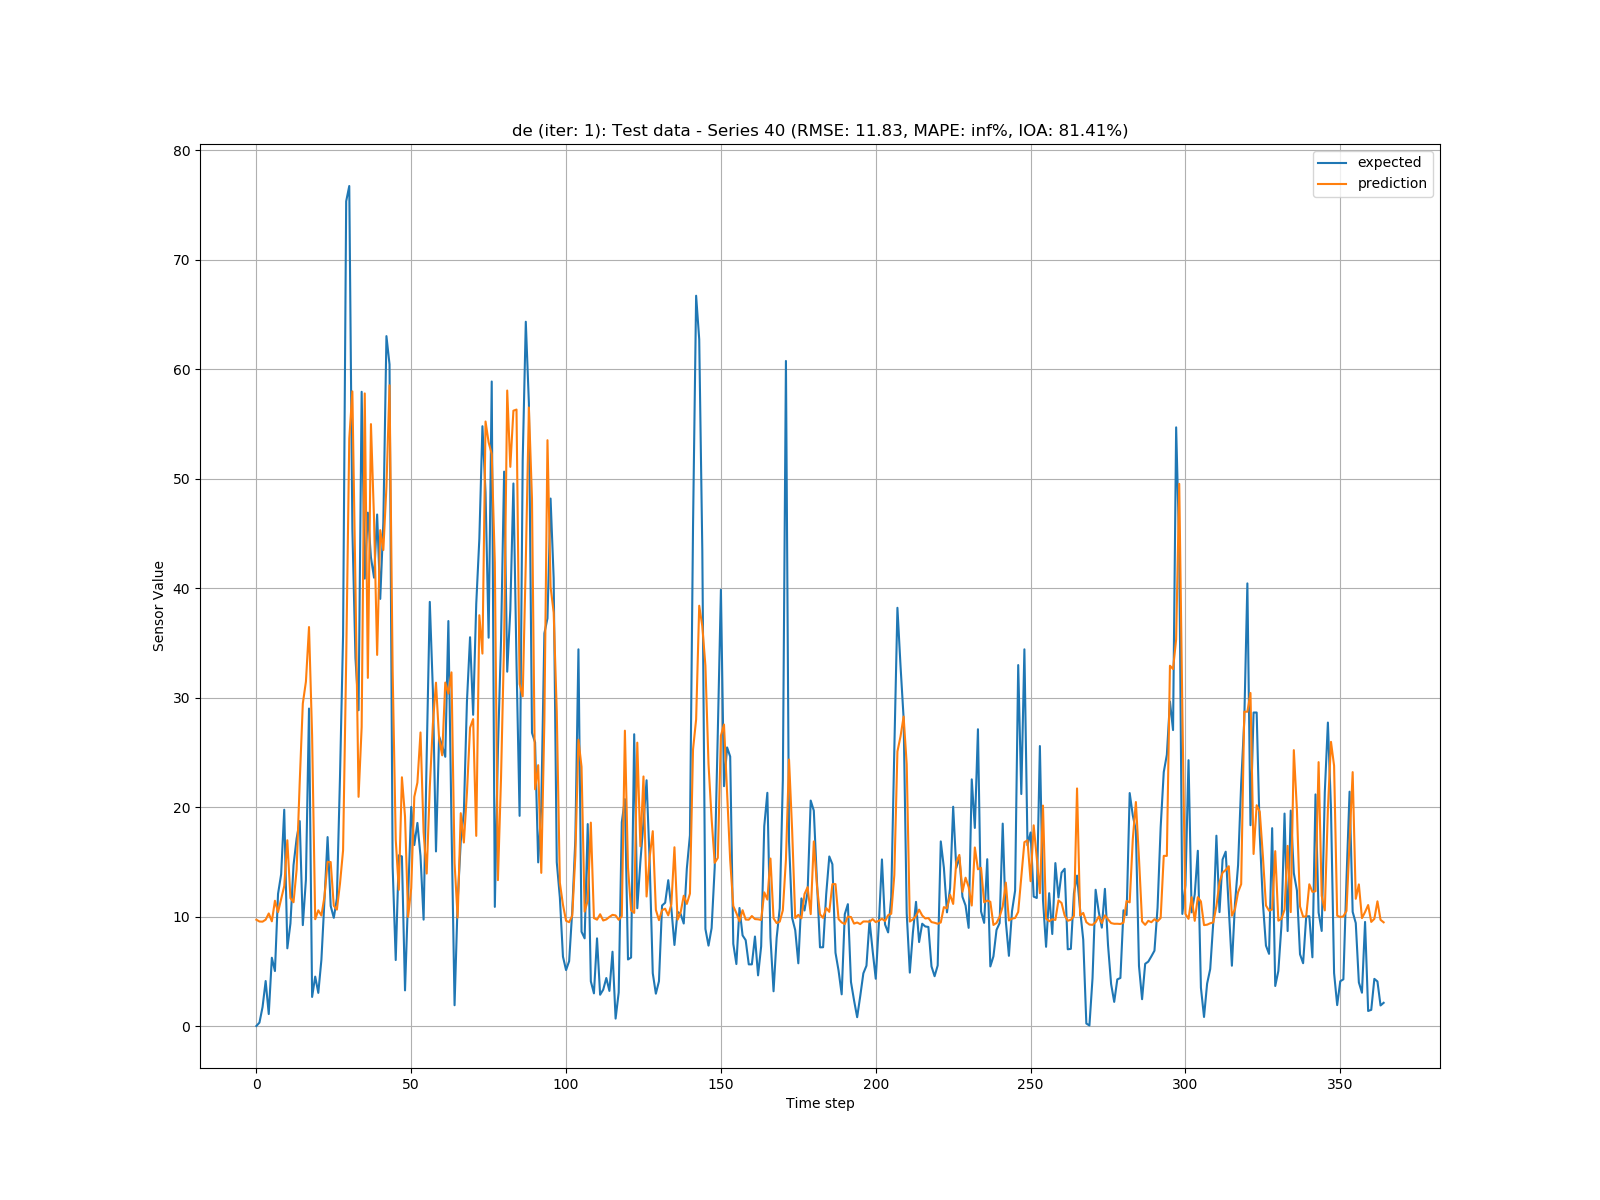 de (iter: 1): Test data - Series 40 (RMSE: 11.83, MAPE: inf%, IOA: 81.41%)
expected
prediction
80
70
60
50
40
30
20
10
0
Sensor Value
0 50 100 150 200 250 300 350
Time step